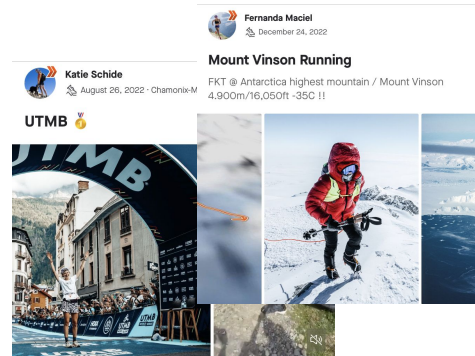 Fernanda Maciel
December 24, 2022
Mount Vinson Running
FKT @ Antarctica highest mountain / Mount Vinson
4.900m/16,050ft -35C !!
Katie Schide
August 26, 2022 · Chamonix-M
UTMB 🥇
UTMB
UTMB